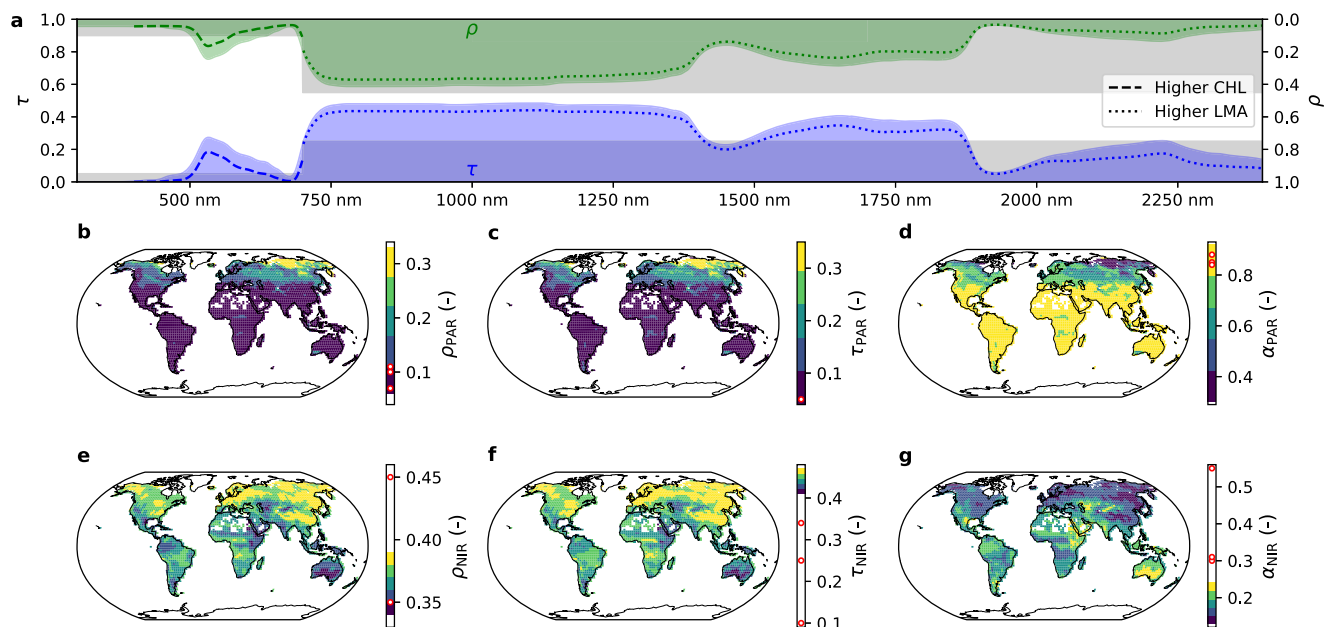 a
1.0
0.8
0.6
0.4
0.2
0.0
τ
ρ
τ
Higher CHL
Higher LMA
0.0
0.2
0.4
0.6
0.8
1.0
ρ
500 nm
750 nm
1000 nm
1250 nm
1500 nm
1750 nm
2000 nm
2250 nm
b
0.3
0.2
0.1
ρPAR (-)
c
0.3
0.2
0.1
τPAR (-)
d
0.8
0.6
0.4
αPAR (-)
e
0.45
0.40
0.35
ρNIR (-)
f
0.4
0.3
0.2
0.1
τNIR (-)
g
0.5
0.4
0.3
0.2
αNIR (-)